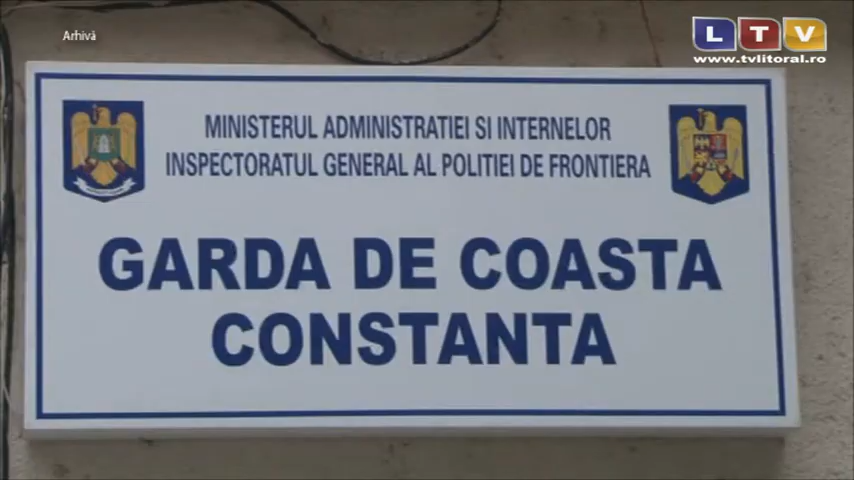 Arhivă
LTV
www.tvlitoral.ro
MINISTERUL ADMINISTRATIEI SI INTERNELOR
INSPECTORATUL GENERAL AL POLITIEI DE FRONTIERA
GARDA DE COASTA
CONSTANTA